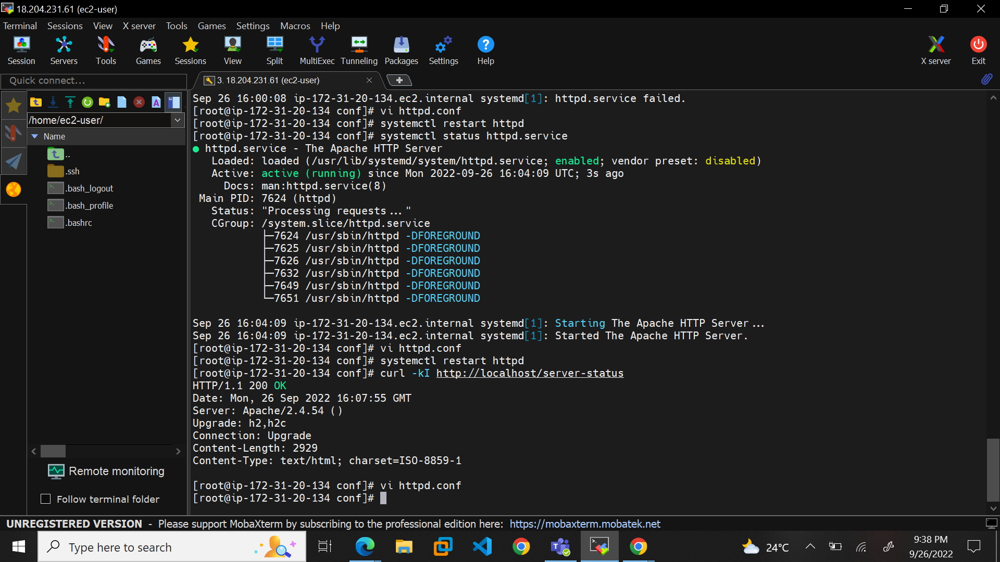 18.204.231.61 (ec2-user)
Terminal Sessions View X server Tools Games Settings Macros Help
Session Servers Tools Games Sessions View Split MultiExec Tunneling Packages Settings Help X server Exit
Quick connect...
3. 18.204.231.61 (ec2-user)
/home/ec2-user/
Name
..
.ssh
.bash_logout
.bash_profile
.bashrc
Remote monitoring
Follow terminal folder
Sep 26 16:00:08 ip-172-31-20-134.ec2.internal systemd[1]: httpd.service failed.
[root@ip-172-31-20-134 conf]# vi httpd.conf
[root@ip-172-31-20-134 conf]# systemctl restart httpd
[root@ip-172-31-20-134 conf]# systemctl status httpd.service
● httpd.service - The Apache HTTP Server
   Loaded: loaded (/usr/lib/systemd/system/httpd.service; enabled; vendor preset: disabled)
   Active: active (running) since Mon 2022-09-26 16:04:09 UTC; 3s ago
     Docs: man:httpd.service(8)
 Main PID: 7624 (httpd)
   Status: "Processing requests..."
   CGroup: /system.slice/httpd.service
           ├─7624 /usr/sbin/httpd -DFOREGROUND
           ├─7625 /usr/sbin/httpd -DFOREGROUND
           ├─7626 /usr/sbin/httpd -DFOREGROUND
           ├─7632 /usr/sbin/httpd -DFOREGROUND
           ├─7649 /usr/sbin/httpd -DFOREGROUND
           └─7651 /usr/sbin/httpd -DFOREGROUND
Sep 26 16:04:09 ip-172-31-20-134.ec2.internal systemd[1]: Starting The Apache HTTP Server...
Sep 26 16:04:09 ip-172-31-20-134.ec2.internal systemd[1]: Started The Apache HTTP Server.
[root@ip-172-31-20-134 conf]# vi httpd.conf
[root@ip-172-31-20-134 conf]# systemctl restart httpd
[root@ip-172-31-20-134 conf]# curl -kI http://localhost/server-status
HTTP/1.1 200 OK
Date: Mon, 26 Sep 2022 16:07:55 GMT
Server: Apache/2.4.54 ()
Upgrade: h2,h2c
Connection: Upgrade
Content-Length: 2929
Content-Type: text/html; charset=ISO-8859-1
[root@ip-172-31-20-134 conf]# vi httpd.conf
[root@ip-172-31-20-134 conf]#
UNREGISTERED VERSION - Please support MobaXterm by subscribing to the professional edition here: https://mobaxterm.mobatek.net
Type here to search
24°C
9:38 PM
9/26/2022